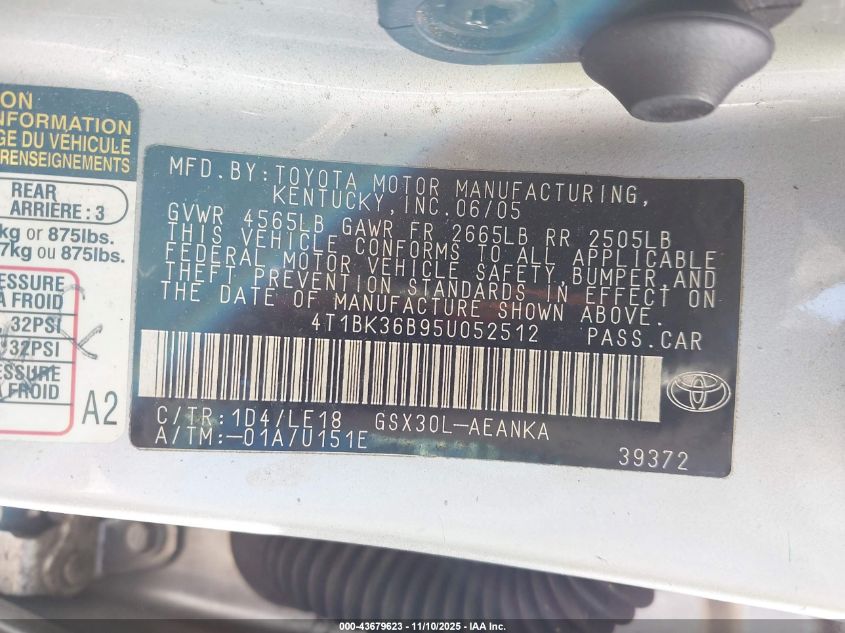 ON
NFORMATION
GE DU VÉHICULE
RENSEIGNEMENTS
REAR
ARRIÈRE : 3
kg or 875lbs.
7kg ou 875lbs.
ESSURE
A FROID
32PSI
32PSI
ESSURE
A FROID
A2
MFD. BY: TOYOTA MOTOR MANUFACTURING,
KENTUCKY, INC. 06/05
GVWR 4565LB GAWR FR 2665LB RR 2505LB
THIS VEHICLE CONFORMS TO ALL APPLICABLE
FEDERAL MOTOR VEHICLE SAFETY, BUMPER, AND
THEFT PREVENTION STANDARDS IN EFFECT ON
THE DATE OF MANUFACTURE SHOWN ABOVE.
4T1BK36B95U052512 PASS. CAR
C/TR: 1D4/LE18 GSX30L-AEANKA
A/TM: -01A/U151E
39372
TOYOTA
000-43679623 - 11/10/2025 - IAA Inc.